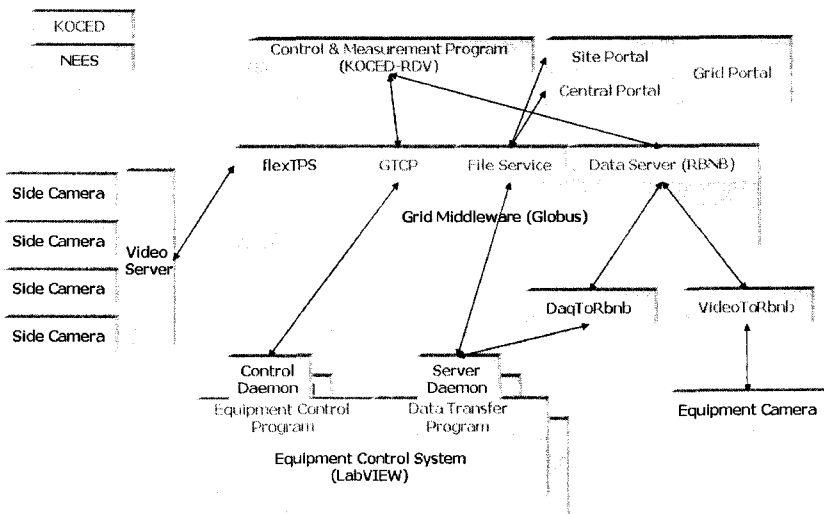 KOCED
NEES
Control & Measurement Program
(KOCED-RDV)
Site Portal
Grid Portal
Central Portal
flexTPS
GTCP
File Service
Data Server (RBNB)
Side Camera
Side Camera
Side Camera
Side Camera
Video
Server
Grid Middleware (Globus)
DaqToRbnb
VideoToRbnb
Control
Daemon
Server
Daemon
Equipment Control
Program
Data Transfer
Program
Equipment Camera
Equipment Control System
(LabVIEW)